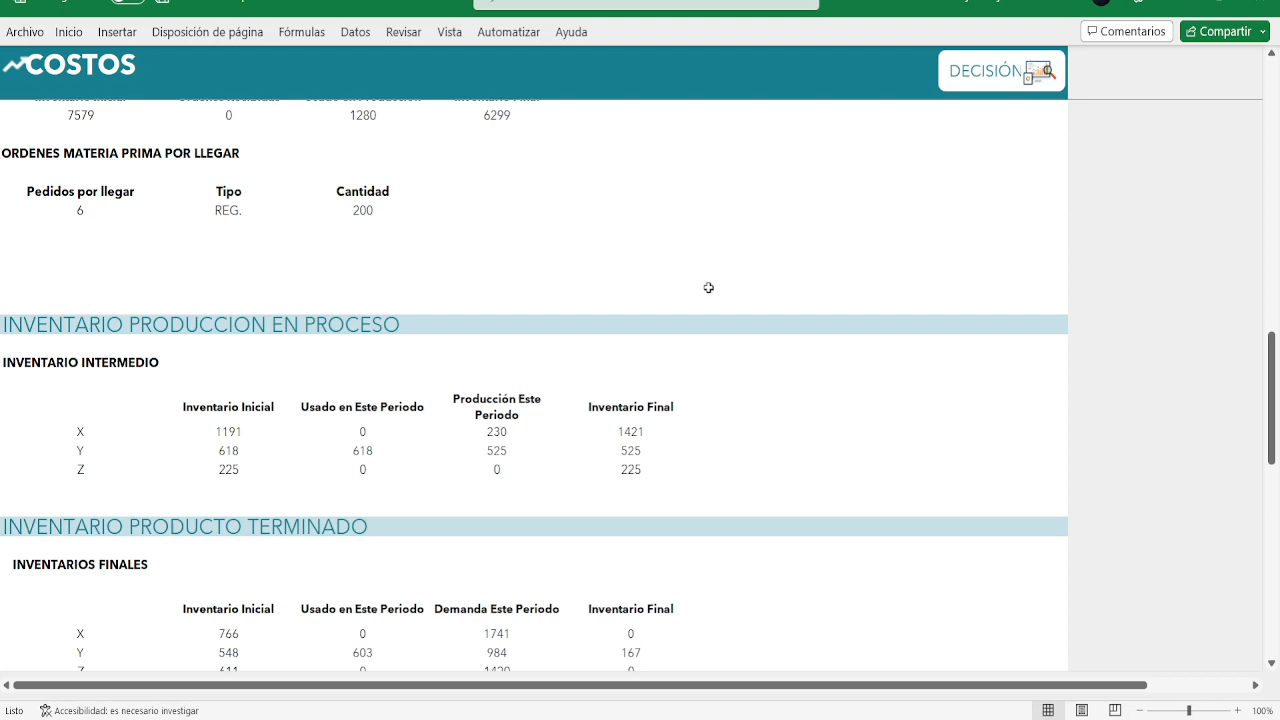 Archivo Inicio Insertar Disposición de página Fórmulas Datos Revisar Vista Automatizar Ayuda Comentarios Compartir
COSTOS
DECISIÓN
7579 0 1280 6299
ORDENES MATERIA PRIMA POR LLEGAR
Pedidos por llegar Tipo Cantidad
6 REG. 200
INVENTARIO PRODUCCION EN PROCESO
INVENTARIO INTERMEDIO
Inventario Inicial Usado en Este Periodo Producción Este Periodo Inventario Final
X 1191 0 230 1421
Y 618 618 525 525
Z 225 0 0 225
INVENTARIO PRODUCTO TERMINADO
INVENTARIOS FINALES
Inventario Inicial Usado en Este Periodo Demanda Este Periodo Inventario Final
X 766 0 1741 0
Y 548 603 984 167
Listo Accesibilidad: es necesario investigar 100%